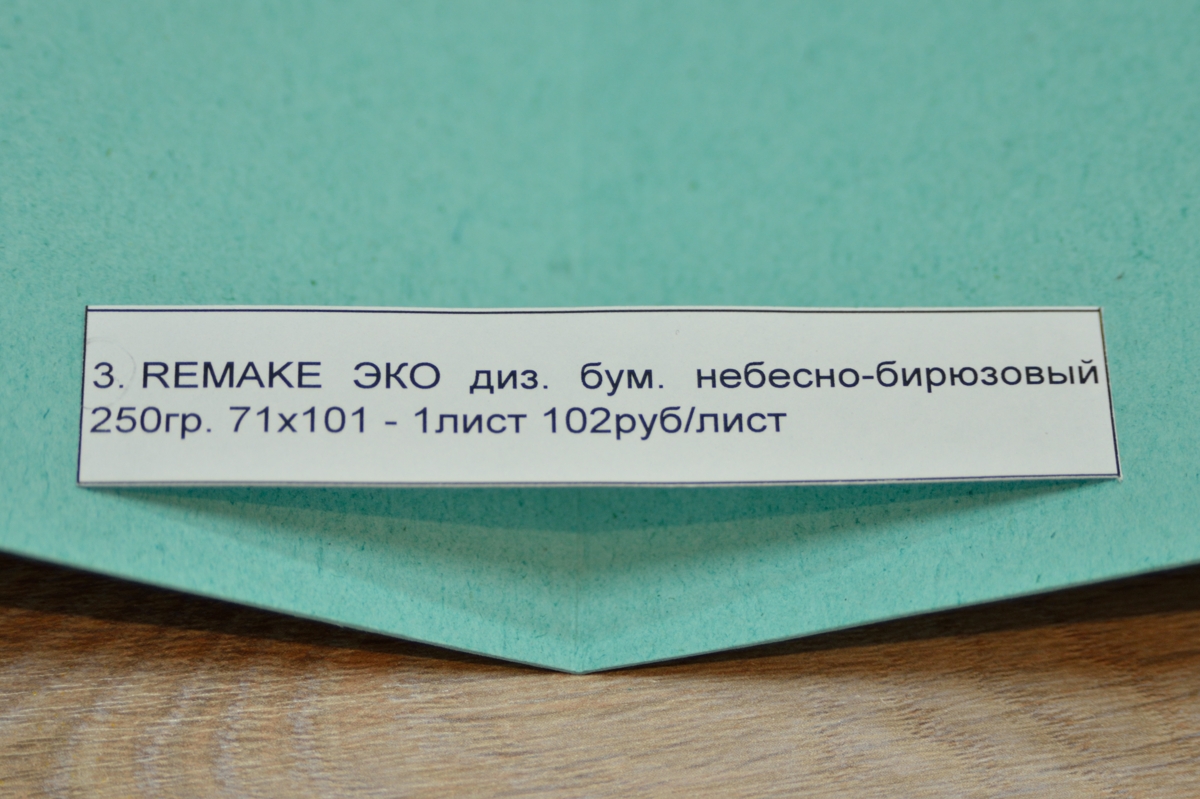 3. REMAKE ЭКО диз. бум. небесно-бирюзовый
250гр. 71х101 - 1лист 102руб/лист